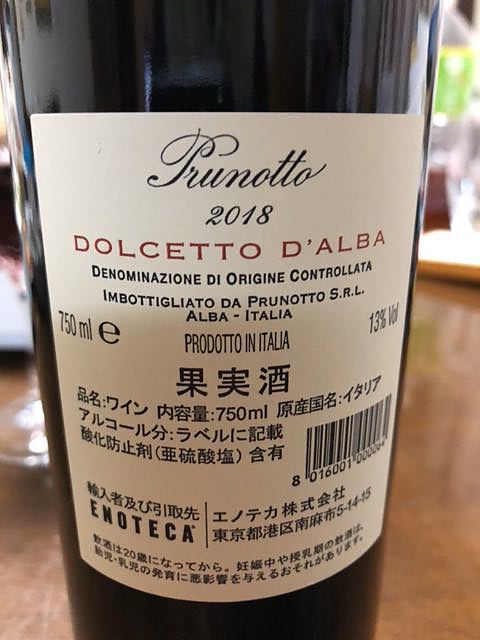 Prunotto
2018
DOLCETTO D'ALBA
DENOMINAZIONE DI ORIGINE CONTROLLATA
IMBOTTIGLIATO DA PRUNOTTO S.R.L.
ALBA - ITALIA
750 ml e
PRODOTTO IN ITALIA
13% Vol
果実酒
品名:ワイン 内容量:750ml 原産国名:イタリア
アルコール分:ラベルに記載
酸化防止剤(亜硫酸塩) 含有
8 016001 000064
輸入者及び引取先
ENOTECA
エノテカ株式会社
東京都港区南麻布5-14-15
飲酒は20歳になってから。妊娠中や授乳期の飲酒は、
胎児・乳児の発育に悪影響を与えるおそれがあります。